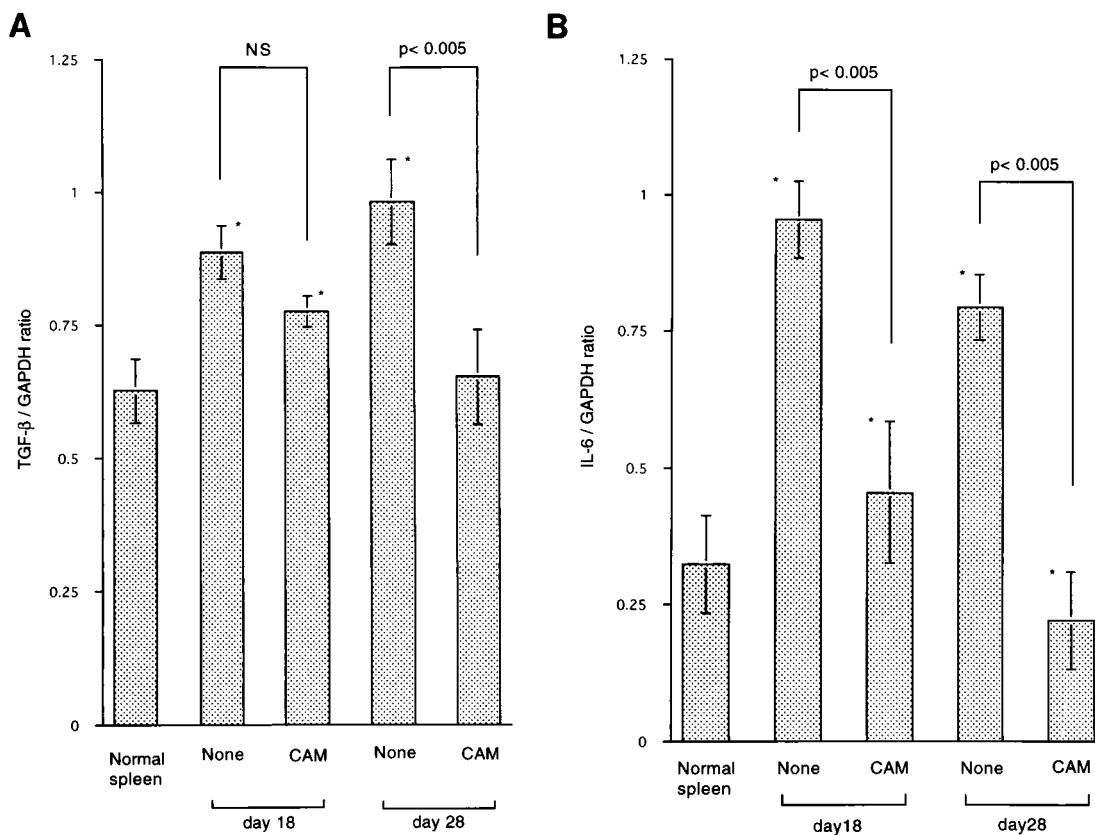 A
NS
p< 0.005
1.25
1
0.75
0.5
0.25
0
TGF-β / GAPDH ratio
*
*
*
Normal
spleen
None
CAM
None
CAM
day 18
day 28
B
p< 0.005
p< 0.005
1.25
1
0.75
0.5
0.25
0
IL-6 / GAPDH ratio
*
*
*
*
Normal
spleen
None
CAM
None
CAM
day18
day28